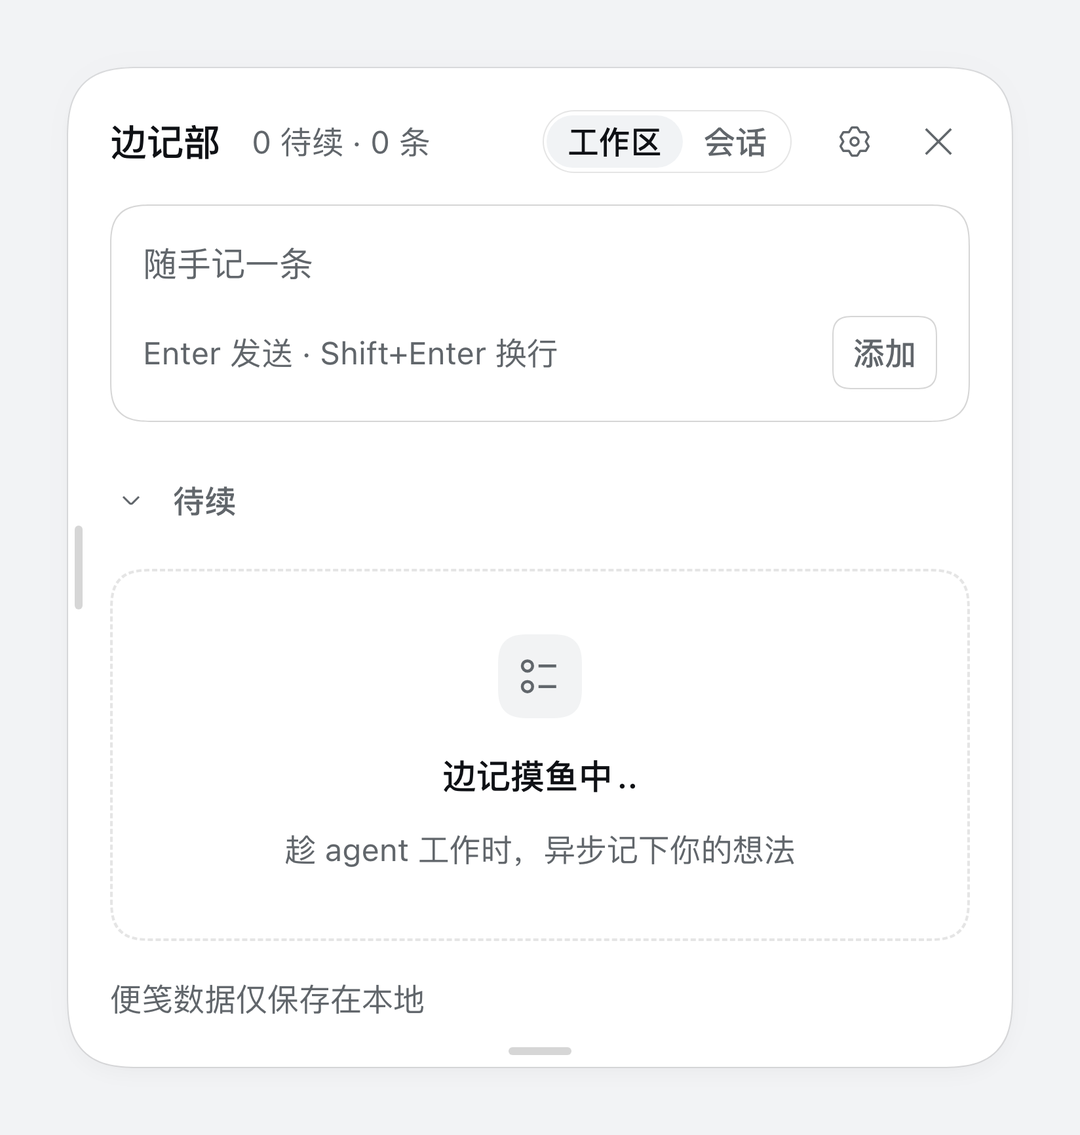 边记部 0 待续 · 0 条 工作区 会话
随手记一条
Enter 发送 · Shift+Enter 换行 添加
待续
边记摸鱼中..
趁 agent 工作时，异步记下你的想法
便笺数据仅保存在本地